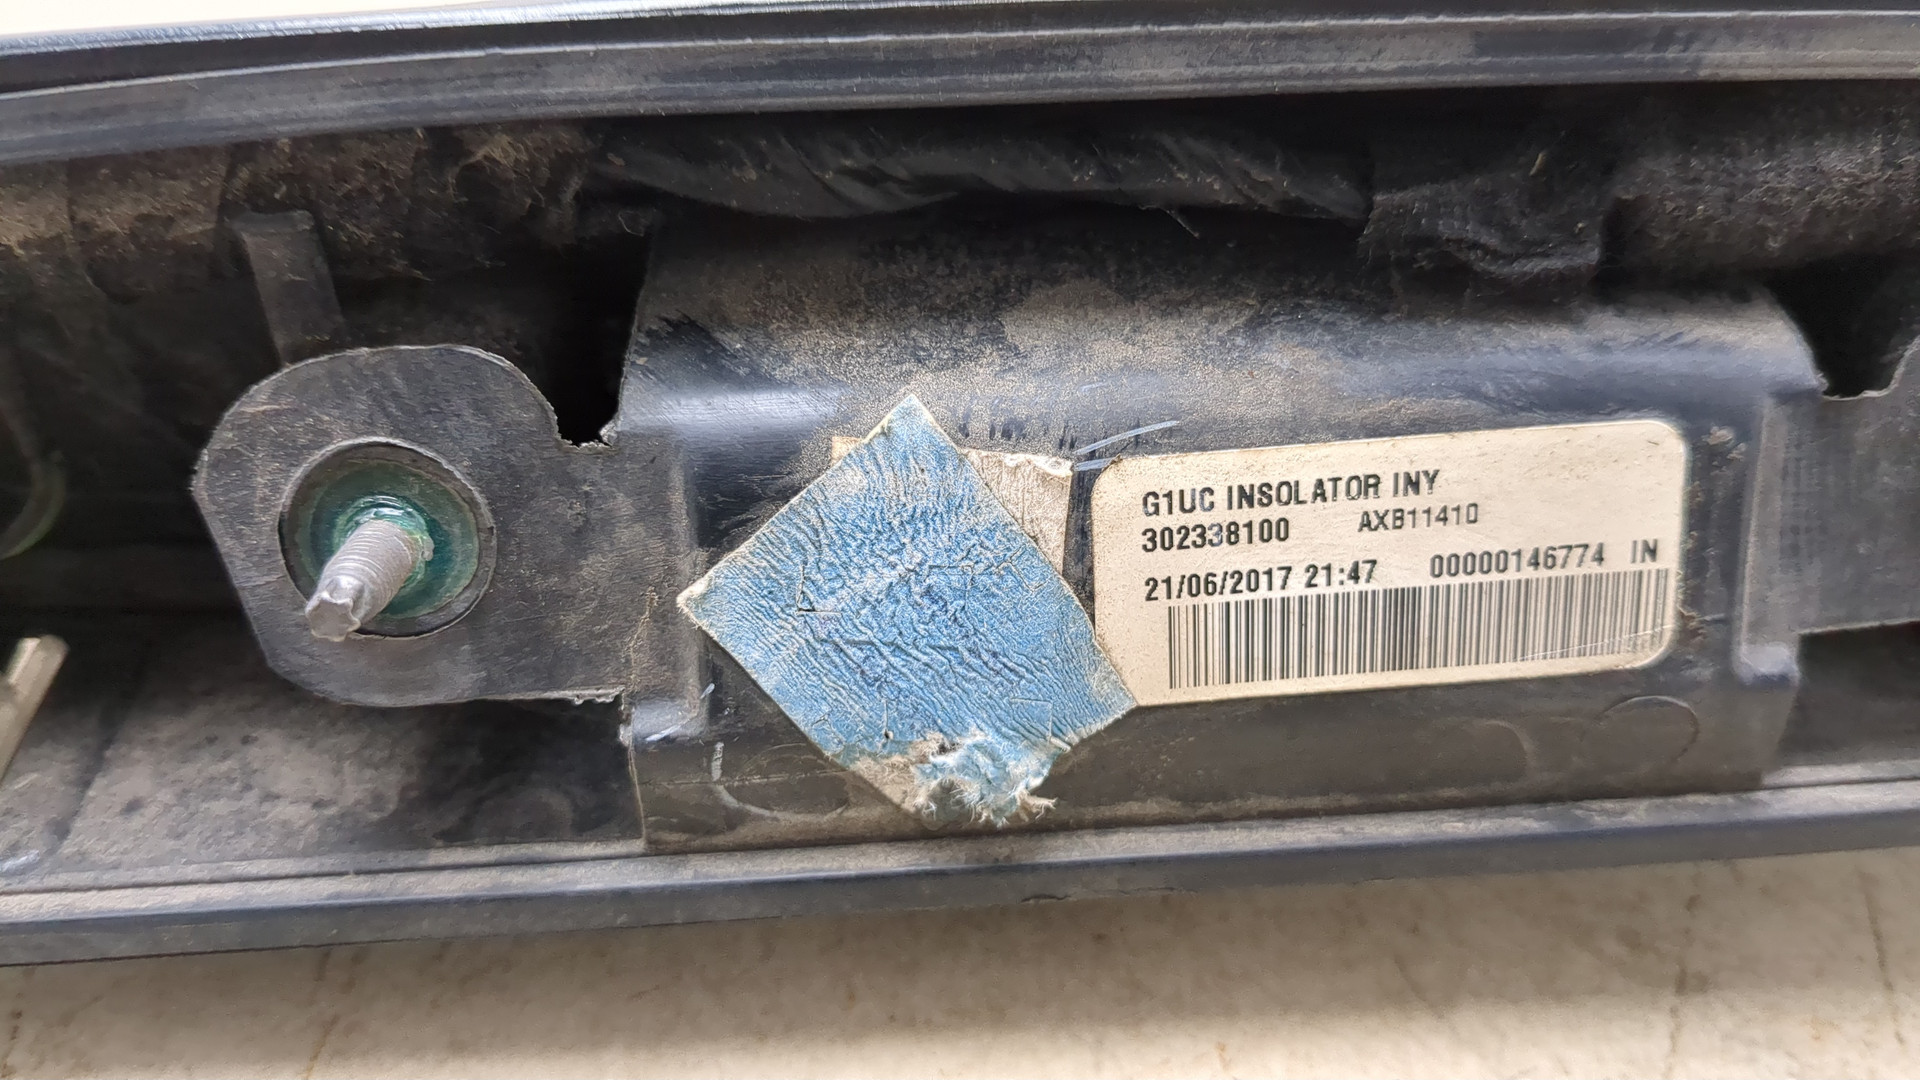 G1UC INSOLATOR INY
302338100 AXB11410
21/06/2017 21:47 00000146774 IN